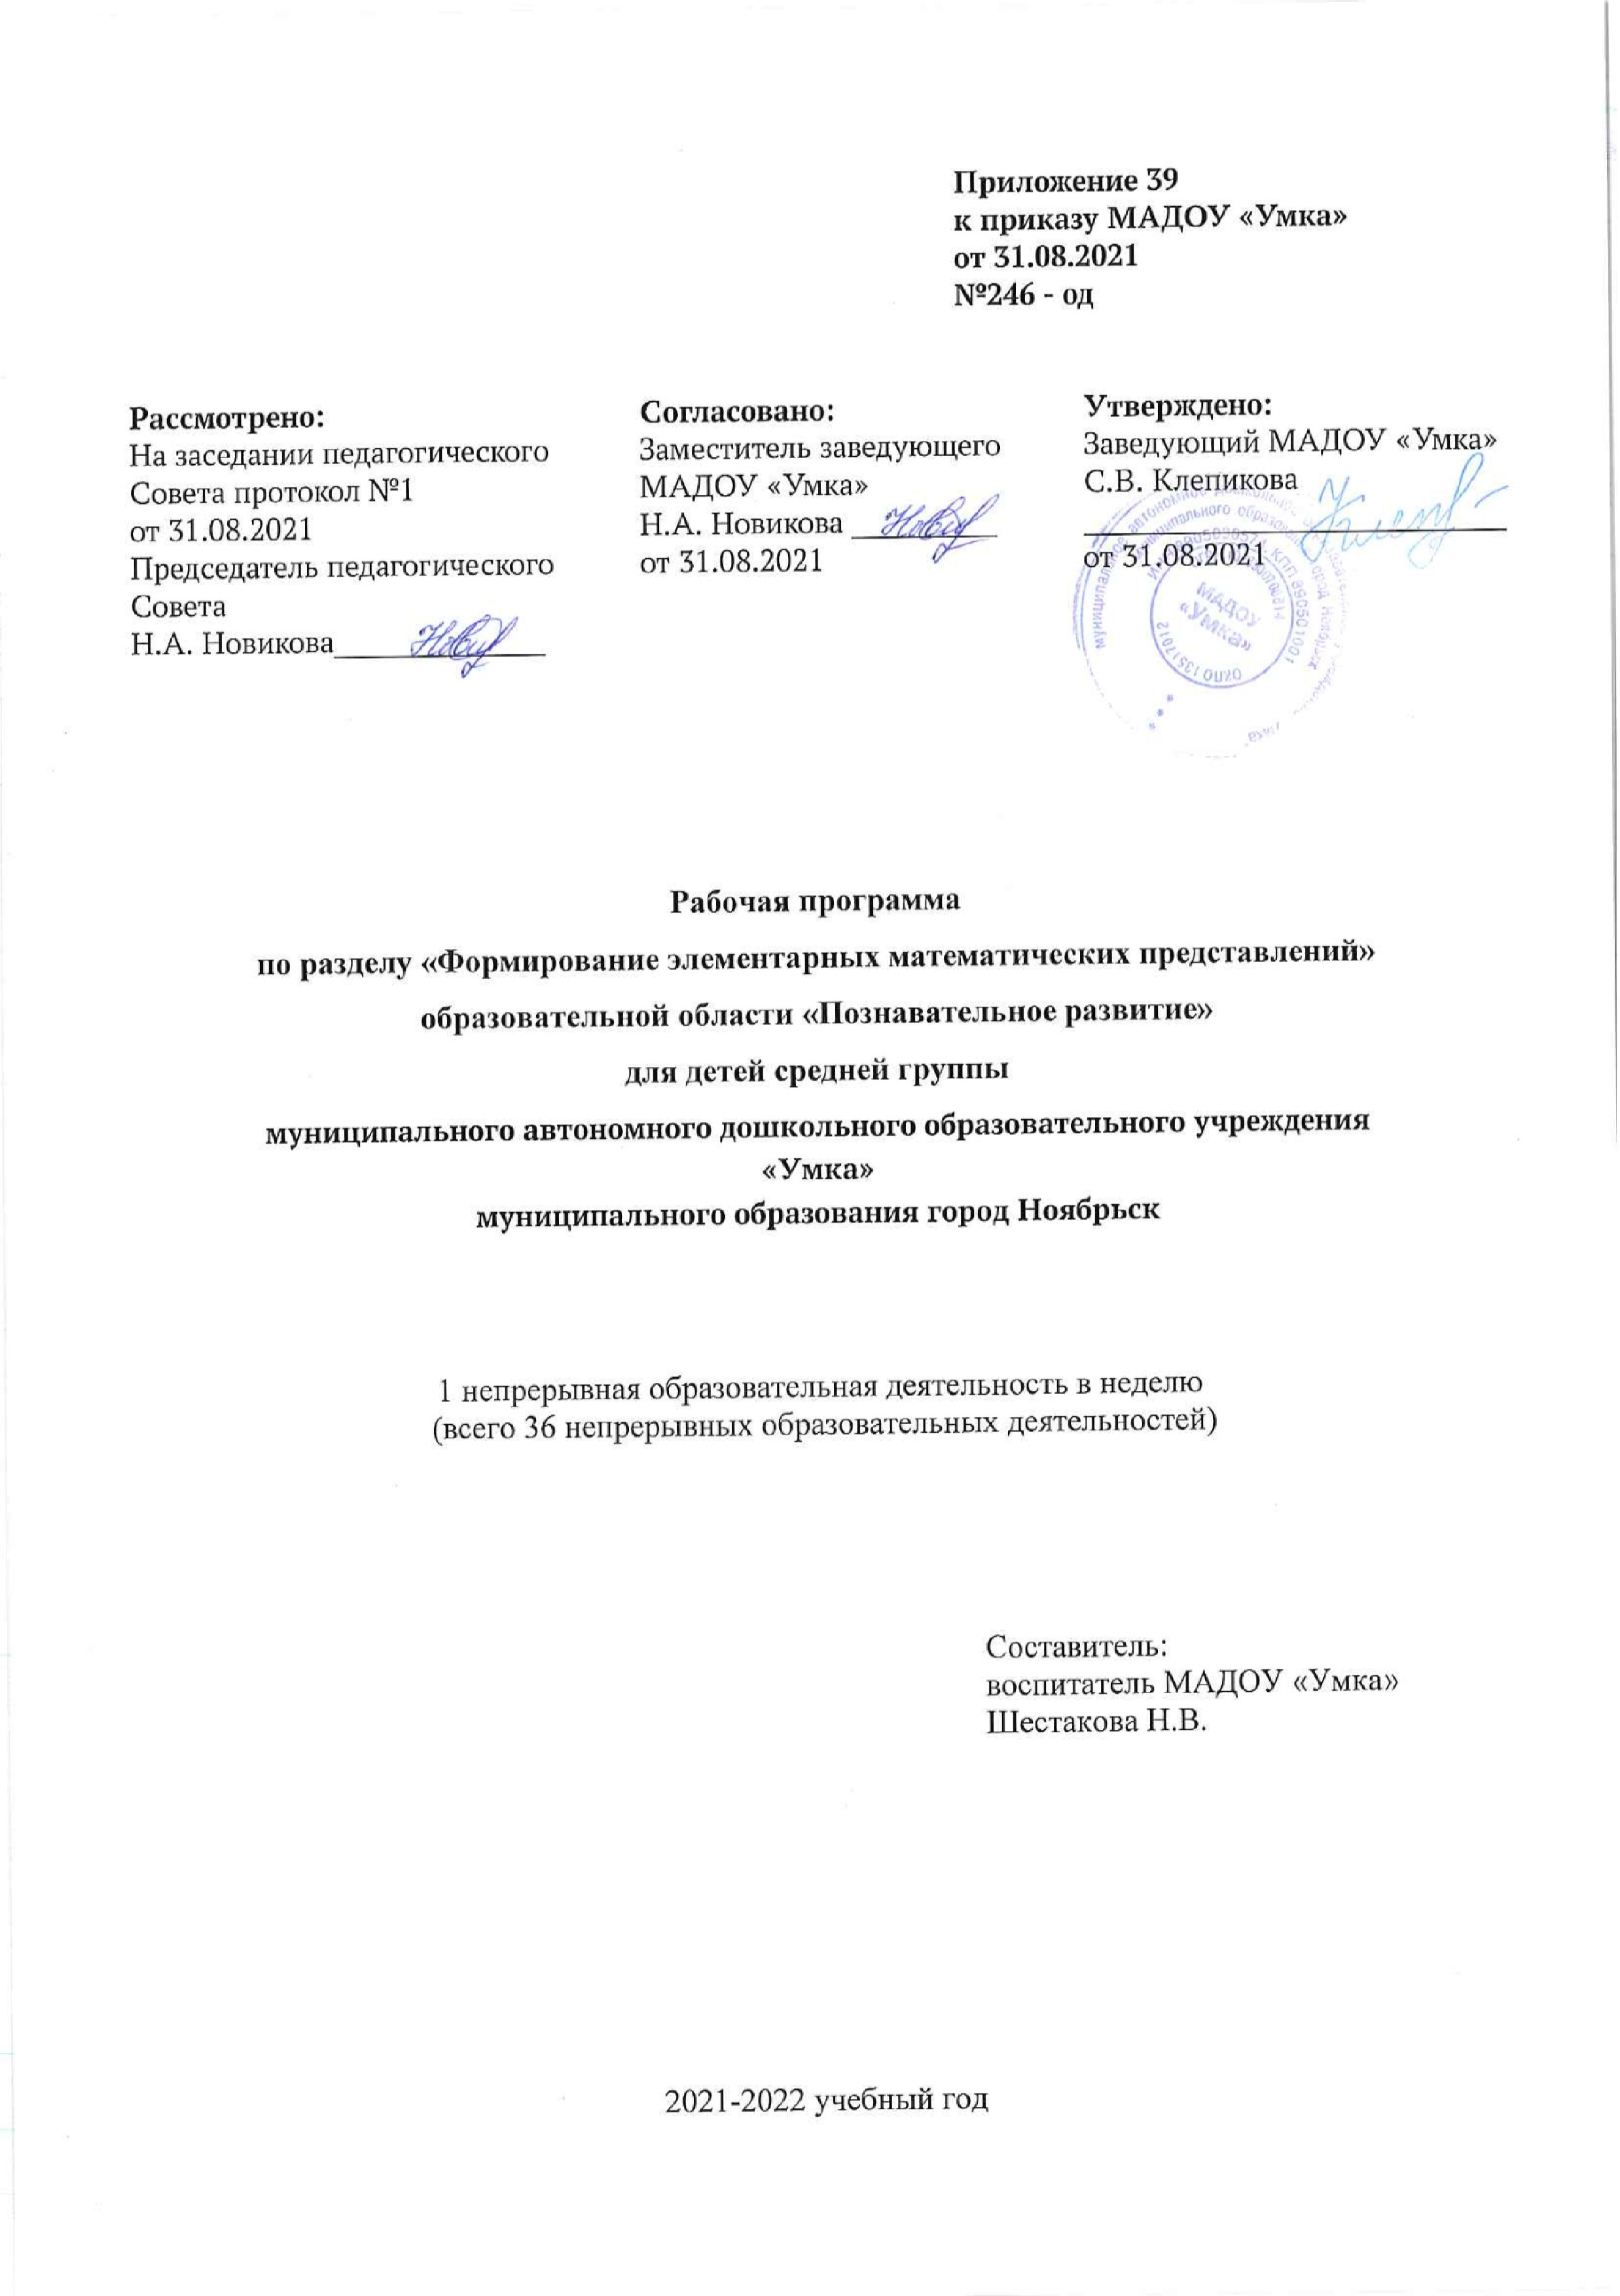 Приложение 39
к приказу МАДОУ «Умка»
от 31.08.2021
№246 - од
Рассмотрено:
На заседании педагогического
Совета протокол №1
от 31.08.2021
Председатель педагогического
Совета
Н.А. Новикова
Согласовано:
Заместитель заведующего
МАДОУ «Умка»
Н.А. Новикова
от 31.08.2021
Утверждено:
Заведующий МАДОУ «Умка»
С.В. Клепикова
от 31.08.2021
МАДОУ
«Умка»
КПП 890501001
ОКПО 13517012
Рабочая программа
по разделу «Формирование элементарных математических представлений»
образовательной области «Познавательное развитие»
для детей средней группы
муниципального автономного дошкольного образовательного учреждения
«Умка»
муниципального образования город Ноябрьск
1 непрерывная образовательная деятельность в неделю
(всего 36 непрерывных образовательных деятельностей)
Составитель:
воспитатель МАДОУ «Умка»
Шестакова Н.В.
2021-2022 учебный год